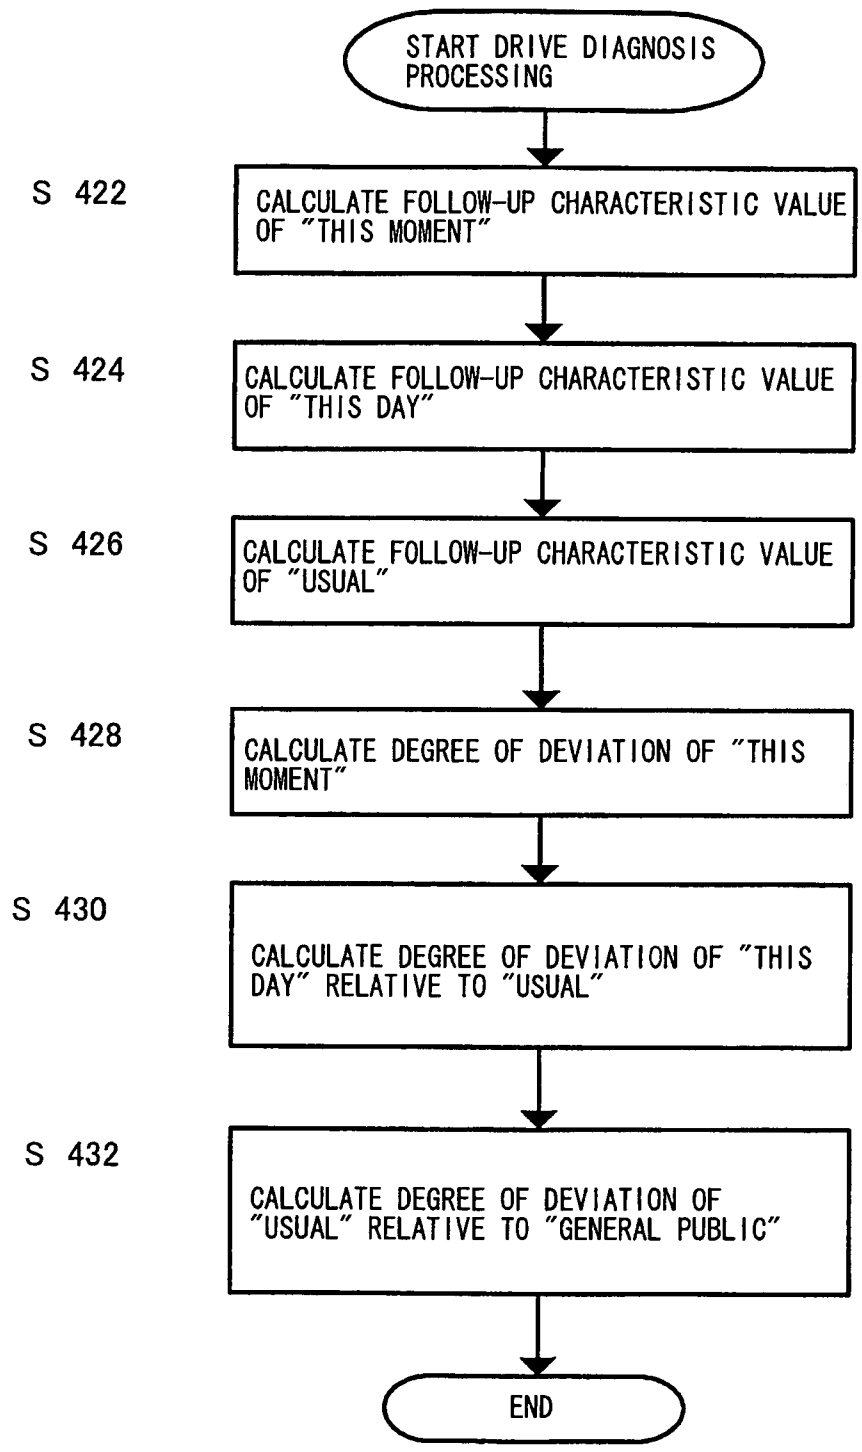 START DRIVE DIAGNOSIS
PROCESSING
S 422
CALCULATE FOLLOW-UP CHARACTERISTIC VALUE
OF "THIS MOMENT"
S 424
CALCULATE FOLLOW-UP CHARACTERISTIC VALUE
OF "THIS DAY"
S 426
CALCULATE FOLLOW-UP CHARACTERISTIC VALUE
OF "USUAL"
S 428
CALCULATE DEGREE OF DEVIATION OF "THIS
MOMENT"
S 430
CALCULATE DEGREE OF DEVIATION OF "THIS
DAY" RELATIVE TO "USUAL"
S 432
CALCULATE DEGREE OF DEVIATION OF
"USUAL" RELATIVE TO "GENERAL PUBLIC"
END